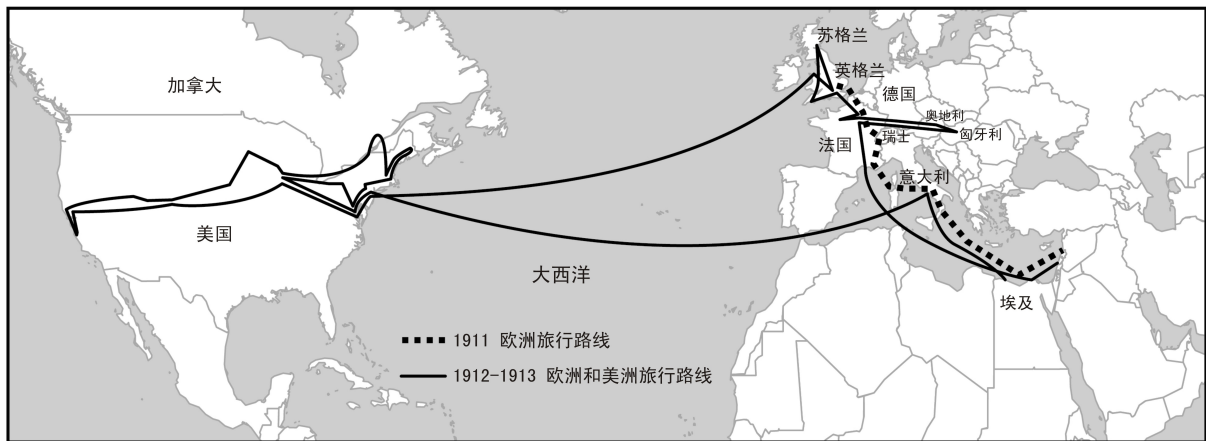 苏格兰
英格兰
加拿大
德国
奥地利
匈牙利
瑞士
法国
意大利
美国
大西洋
埃及
1911 欧洲旅行路线
1912-1913 欧洲和美洲旅行路线